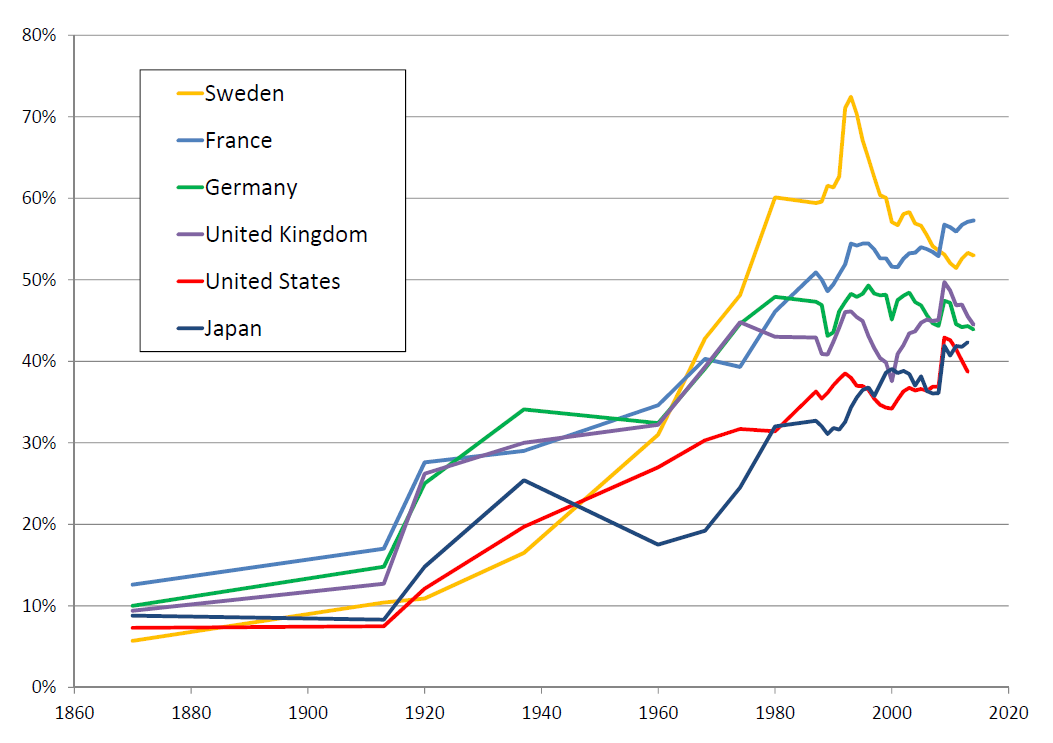 80%
70%
60%
50%
40%
30%
20%
10%
0%
Sweden
France
Germany
United Kingdom
United States
Japan
1860 1880 1900 1920 1940 1960 1980 2000 2020